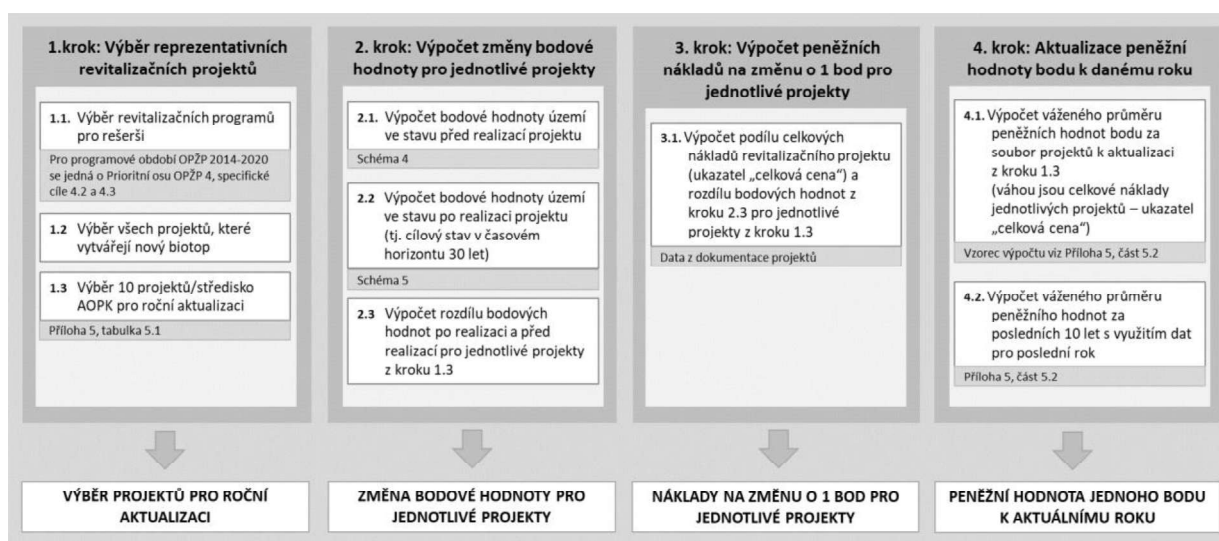 1.krok: Výběr reprezentativních
revitalizačních projektů
1.1. Výběr revitalizačních programů
pro rešerši
Pro programové období OPŽP 2014-2020
se jedná o Prioritní osu OPŽP 4, specifické
cíle 4.2 a 4.3
1.2 Výběr všech projektů, které
vytvářejí nový biotop
1.3 Výběr 10 projektů/středisko
AOPK pro roční aktualizaci
Příloha 5, tabulka 5.1
VÝBĚR PROJEKTŮ PRO ROČNÍ
AKTUALIZACI
2. krok: Výpočet změny bodové
hodnoty pro jednotlivé projekty
2.1. Výpočet bodové hodnoty území
ve stavu před realizací projektu
Schéma 4
2.2 Výpočet bodové hodnoty území
ve stavu po realizaci projektu
(tj. cílový stav v časovém
horizontu 30 let)
Schéma 5
2.3 Výpočet rozdílu bodových
hodnot po realizaci a před
realizací pro jednotlivé projekty
z kroku 1.3
ZMĚNA BODOVÉ HODNOTY PRO
JEDNOTLIVÉ PROJEKTY
3. krok: Výpočet peněžních
nákladů na změnu o 1 bod pro
jednotlivé projekty
3.1. Výpočet podílu celkových
nákladů revitalizačního projektu
(ukazatel „celková cena“) a
rozdílu bodových hodnot z
kroku 2.3 pro jednotlivé
projekty z kroku 1.3
Data z dokumentace projektů
NÁKLADY NA ZMĚNU O 1 BOD PRO
JEDNOTLIVÉ PROJEKTY
4. krok: Aktualizace peněžní
hodnoty bodu k danému roku
4.1. Výpočet váženého průměru
peněžních hodnot bodu za
soubor projektů k aktualizaci
z kroku 1.3
(váhou jsou celkové náklady
jednotlivých projektů – ukazatel
„celková cena“)
Vzorec výpočtu viz Příloha 5, část 5.2
4.2. Výpočet váženého průměru
peněžního hodnot za
posledních 10 let s využitím dat
pro poslední rok
Příloha 5, část 5.2
PENĚŽNÍ HODNOTA JEDNOHO BODU
K AKTUÁLNÍMU ROKU